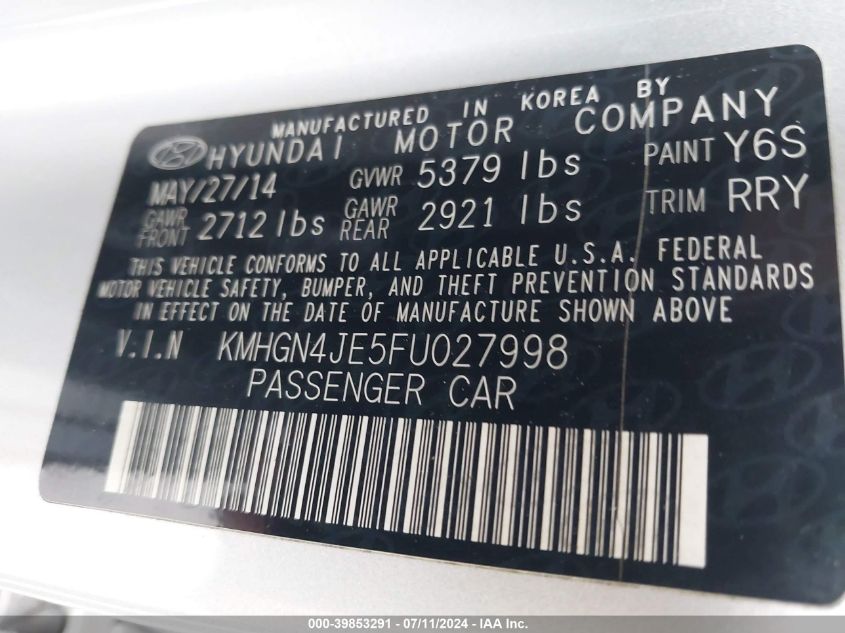 MANUFACTURED IN KOREA BY
HYUNDAI MOTOR COMPANY
MAY/27/14 GVWR 5379 lbs PAINT Y6S
GAWR FRONT 2712 lbs GAWR REAR 2921 lbs TRIM RRY
THIS VEHICLE CONFORMS TO ALL APPLICABLE U.S.A. FEDERAL
MOTOR VEHICLE SAFETY, BUMPER, AND THEFT PREVENTION STANDARDS
IN EFFECT ON THE DATE OF MANUFACTURE SHOWN ABOVE
V.I.N KMHGN4JE5FU027998
PASSENGER CAR
000-39853291 - 07/11/2024 - IAA Inc.